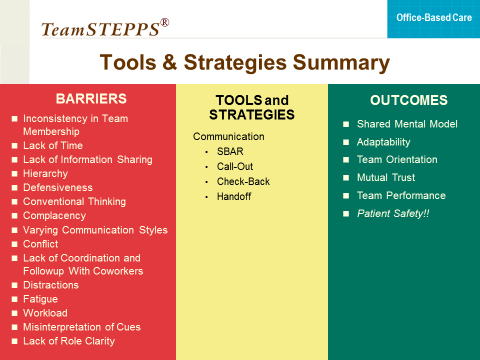 TeamSTEPPS®
Office-Based Care
Tools & Strategies Summary
BARRIERS
Inconsistency in Team
Membership
Lack of Time
Lack of Information Sharing
Hierarchy
Defensiveness
Conventional Thinking
Complacency
Varying Communication Styles
Conflict
Lack of Coordination and
Followup With Coworkers
Distractions
Fatigue
Workload
Misinterpretation of Cues
Lack of Role Clarity
TOOLS and
STRATEGIES
Communication
• SBAR
• Call-Out
• Check-Back
• Handoff
OUTCOMES
Shared Mental Model
Adaptability
Team Orientation
Mutual Trust
Team Performance
Patient Safety!!